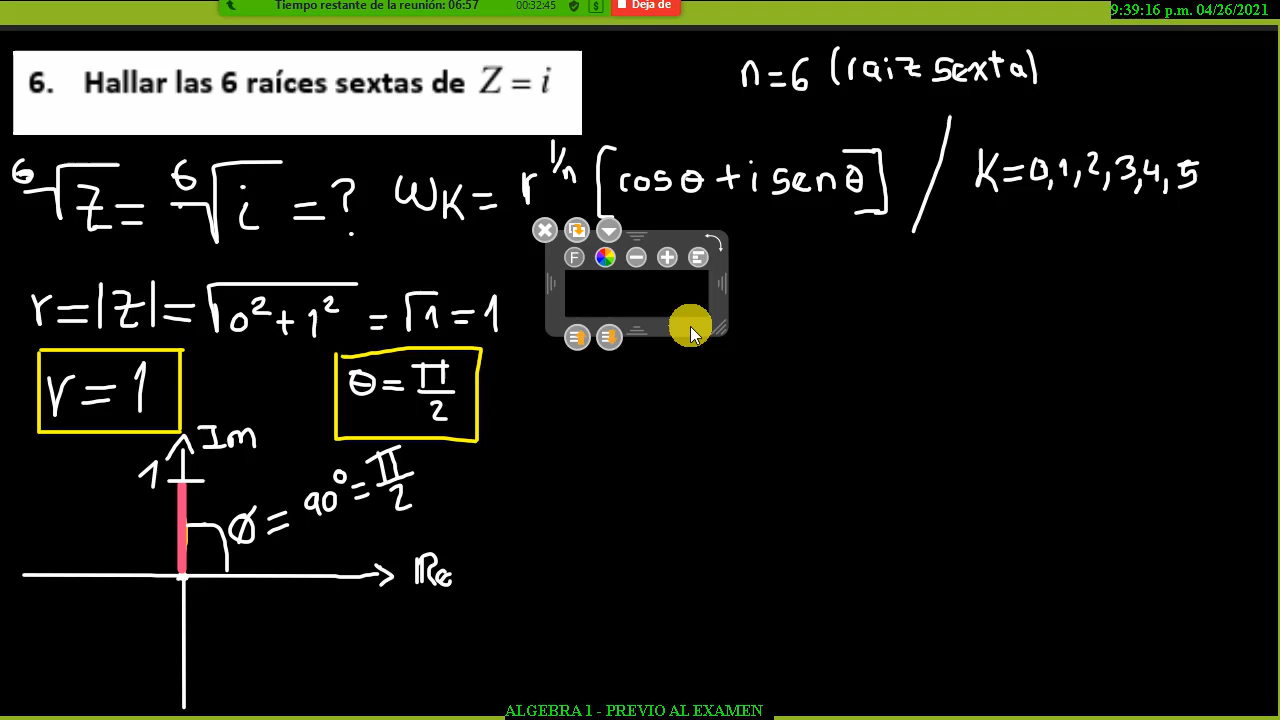 Tiempo restante de la reunión: 06:57 00:32:45 $ Deja de
9:39:16 p.m. 04/26/2021
6. Hallar las 6 raíces sextas de Z = i
n=6 (raiz sexta)
⁶√Z = ⁶√i = ? ωK = r^1/n [cosθ + i senθ] / K=0,1,2,3,4,5
r=|Z|=√0²+1² = √1 = 1
F
r=1
θ=π/2
Im
1
Φ= 90°=π/2
Re
ALGEBRA 1 - PREVIO AL EXAMEN